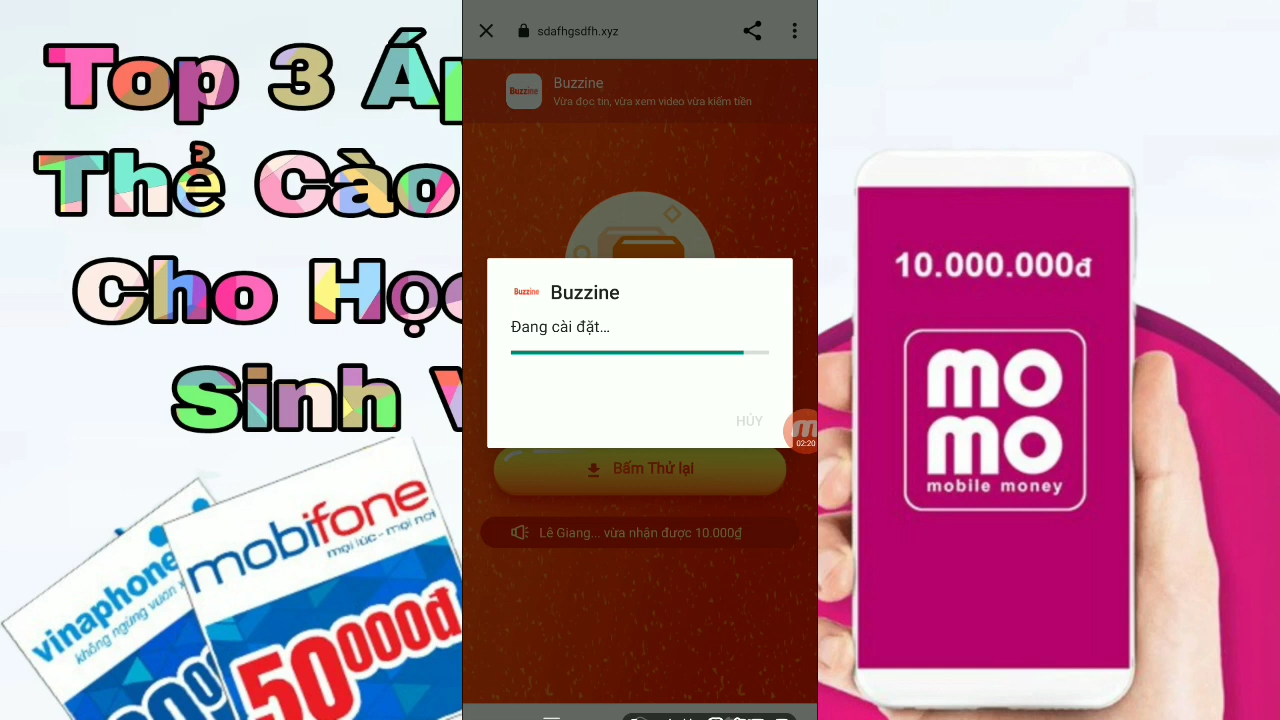 Top 3 Áp
Thẻ Cào
Cho Học
Sinh V
vinaphone
không ngừng vươn x
mobifone
mọi lúc - mọi nơi
50000đ
sdafhgsdfh.xyz
Buzzine
Buzzine
Vừa đọc tin, vừa xem video vừa kiếm tiền
Buzzine
Buzzine
Đang cài đặt...
HỦY
02:20
Bấm Thử lại
Lê Giang... vừa nhận được 10.000₫
10.000.000đ
mo
mo
mobile money